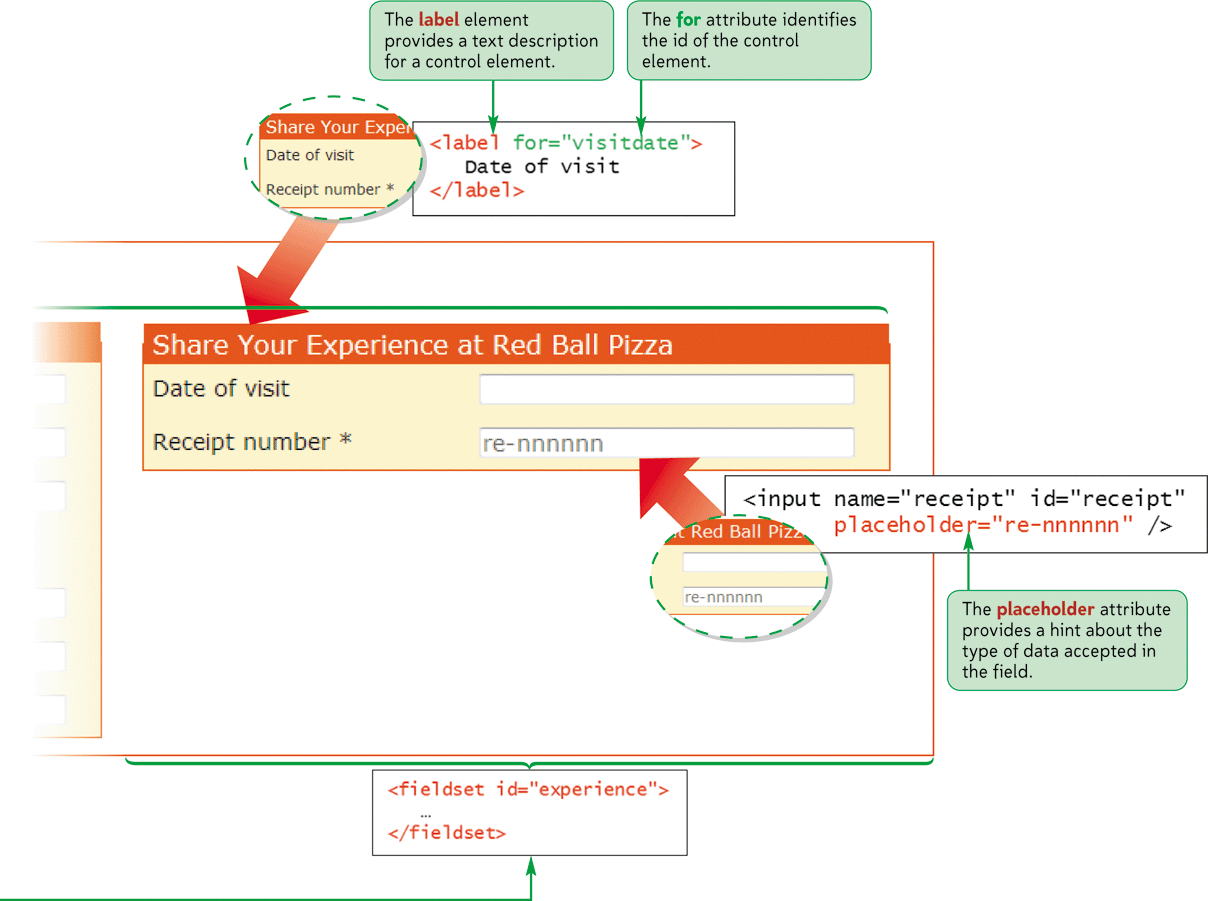 The label element
provides a text description
for a control element.
The for attribute identifies
the id of the control
element.
Share Your Exper
Date of visit
Receipt number *
<label for="visitdate">
Date of visit
</label>
Share Your Experience at Red Ball Pizza
Date of visit
Receipt number *
re-nnnnnn
<input name="receipt" id="receipt"
placeholder="re-nnnnnn" />
at Red Ball Pizz
re-nnnnnn
The placeholder attribute
provides a hint about the
type of data accepted in
the field.
<fieldset id="experience">
…
</fieldset>